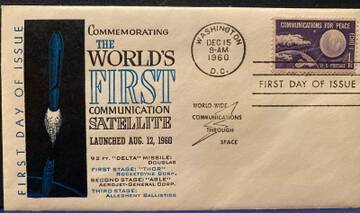 FIRST DAY OF ISSUE
COMMEMORATING
THE
WORLD'S
FIRST
COMMUNICATION
SATELLITE
LAUNCHED AUG. 12, 1960
92 FT. "DELTA" MISSILE:
DOUGLAS
FIRST STAGE: "THOR"
ROCKETDYNE CORP.
SECOND STAGE: "ABLE"
AEROJET-GENERAL CORP.
THIRD STAGE:
ALLEGHENY BALLISTICS
WASHINGTON
DEC 15
9-AM
1960
D.C.
COMMUNICATIONS FOR PEACE
U.S. POSTAGE
FIRST DAY OF ISSUE
WORLD-WIDE
COMMUNICATIONS
THROUGH
SPACE